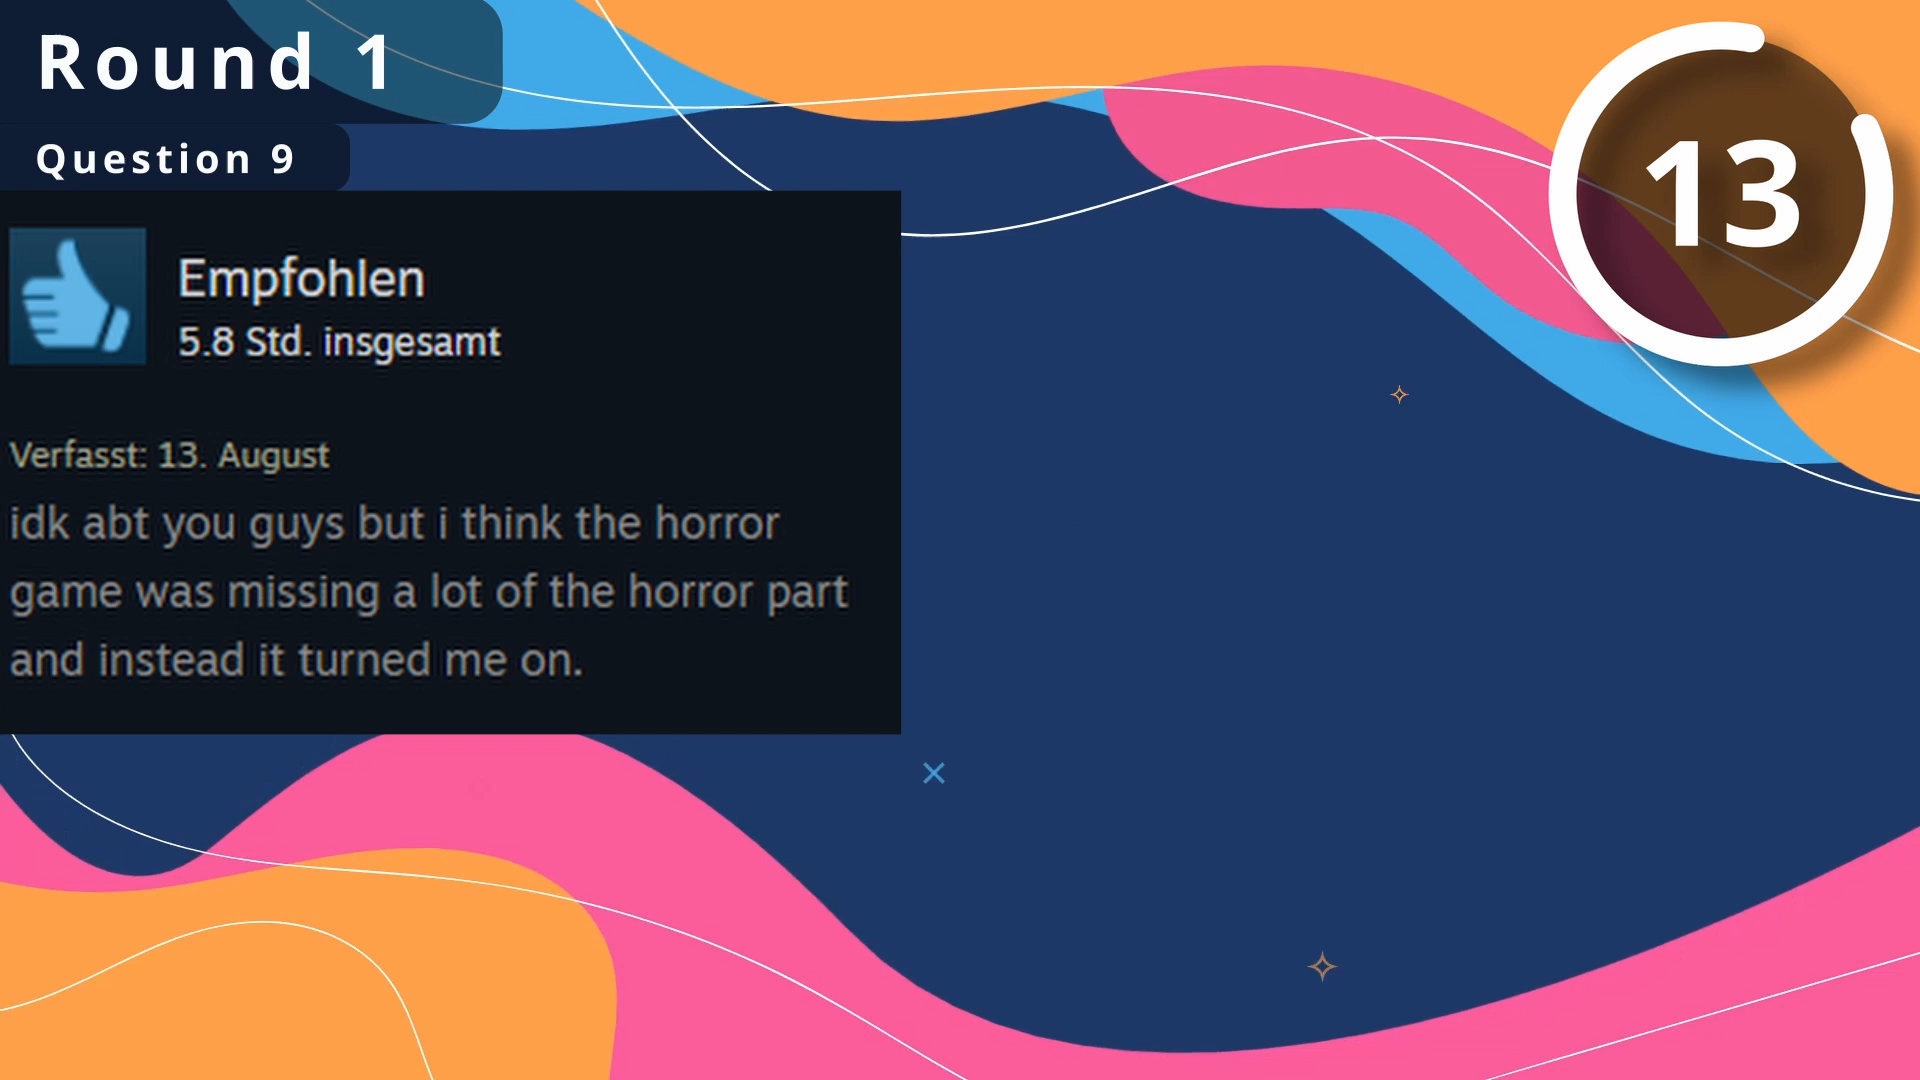 Round 1
13
Question 9
Empfohlen
5.8 Std. insgesamt
Verfasst: 13. August
idk abt you guys but i think the horror
game was missing a lot of the horror part
and instead it turned me on.